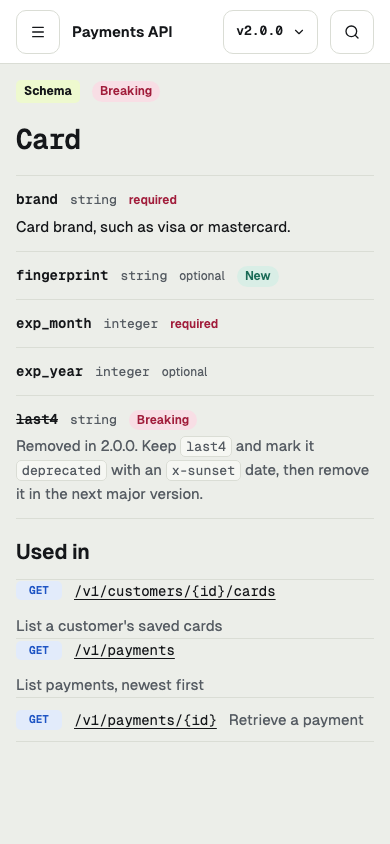 Payments API v2.0.0
Schema Breaking
Card
brand string required
Card brand, such as visa or mastercard.
fingerprint string optional New
exp_month integer required
exp_year integer optional
last4 string Breaking
Removed in 2.0.0. Keep last4 and mark it
deprecated with an x-sunset date, then remove
it in the next major version.
Used in
GET /v1/customers/{id}/cards
List a customer's saved cards
GET /v1/payments
List payments, newest first
GET /v1/payments/{id} Retrieve a payment